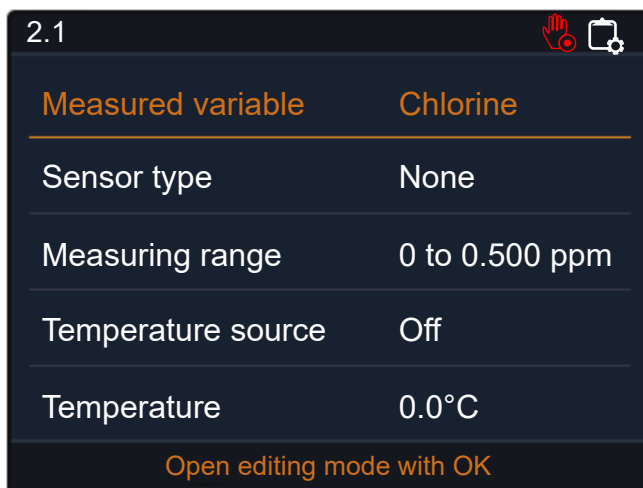 2.1
Measured variable Chlorine
Sensor type None
Measuring range 0 to 0.500 ppm
Temperature source Off
Temperature 0.0°C
Open editing mode with OK